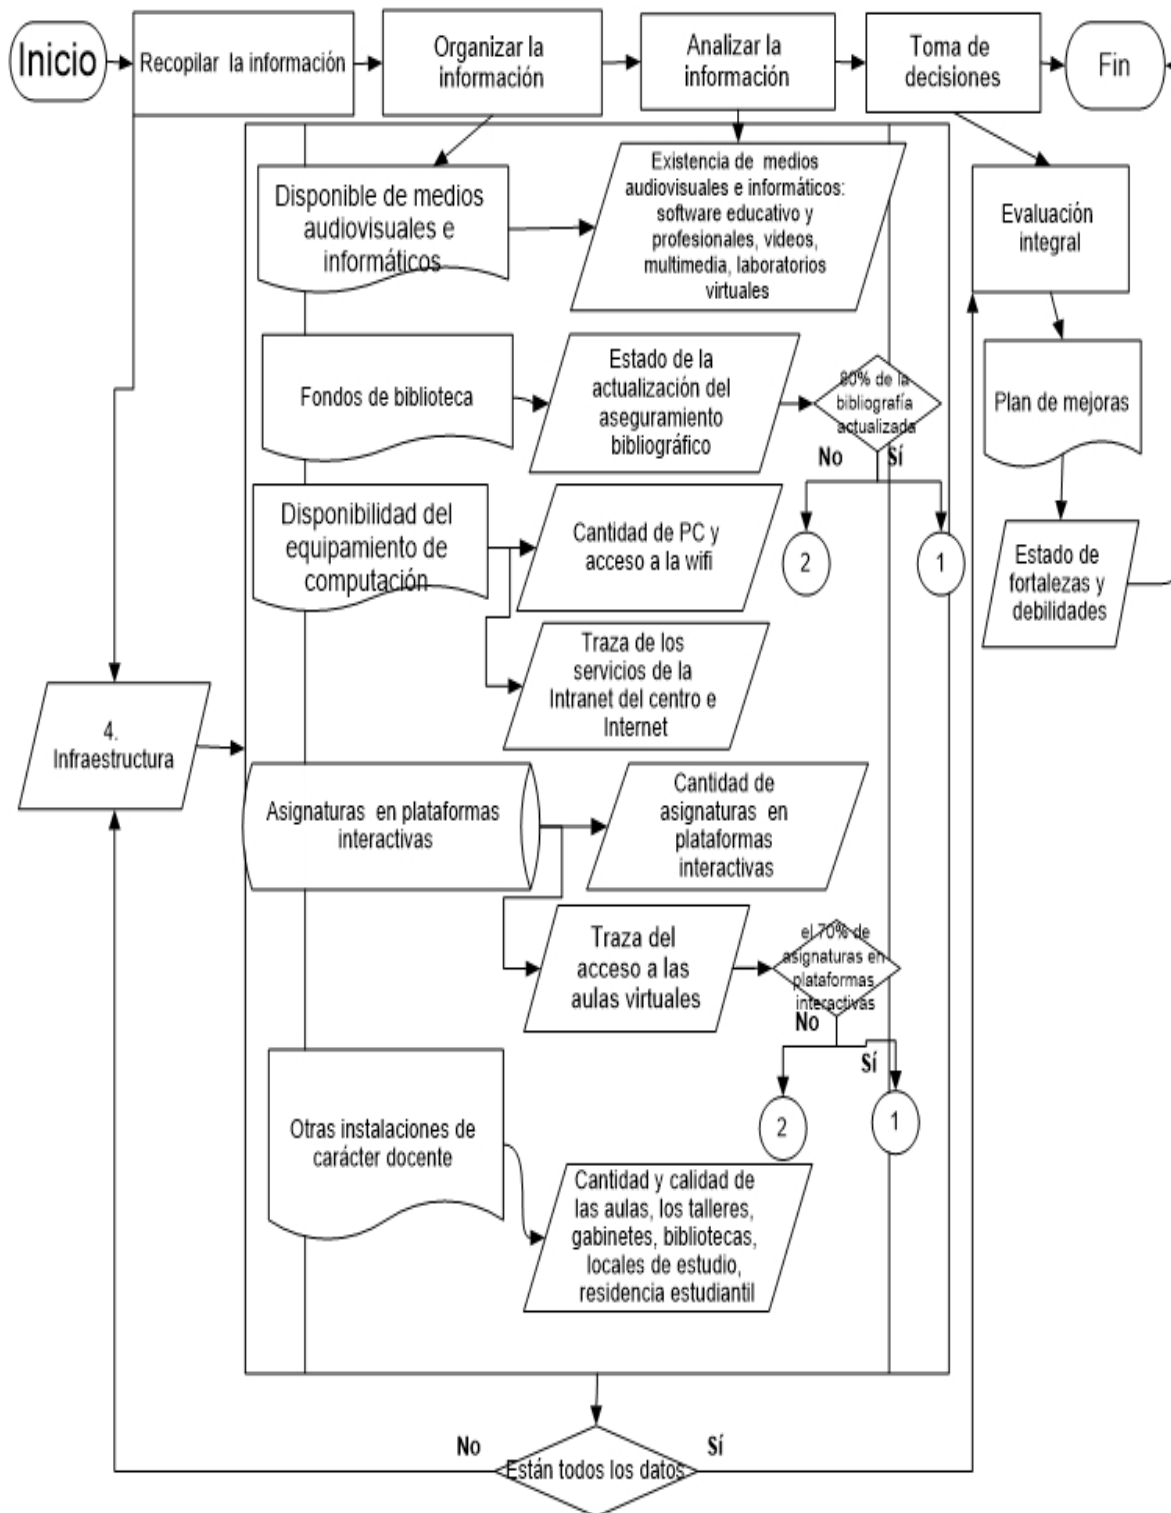 Inicio
Recopilar la información
Organizar la
información
Analizar la
información
Toma de
decisiones
Fin
Disponible de medios
audiovisuales e
informáticos
Existencia de medios
audiovisuales e informáticos:
software educativo y
profesionales, videos,
multimedia, laboratorios
virtuales
Evaluación
integral
Fondos de biblioteca
Estado de la
actualización del
aseguramiento
bibliográfico
80% de la
bibliografía
actualizada
No
Sí
2
1
Plan de mejoras
Disponibilidad del
equipamiento de
computación
Cantidad de PC y
acceso a la wifi
Estado de
fortalezas y
debilidades
Traza de los
servicios de la
Intranet del centro e
Internet
4.
Infraestructura
Asignaturas en plataformas
interactivas
Cantidad de
asignaturas en
plataformas
interactivas
Traza del
acceso a las
aulas virtuales
el 70% de
asignaturas en
plataformas
interactivas
No
Sí
2
1
Otras instalaciones de
carácter docente
Cantidad y calidad de
las aulas, los talleres,
gabinetes, bibliotecas,
locales de estudio,
residencia estudiantil
No
Sí
Están todos los datos